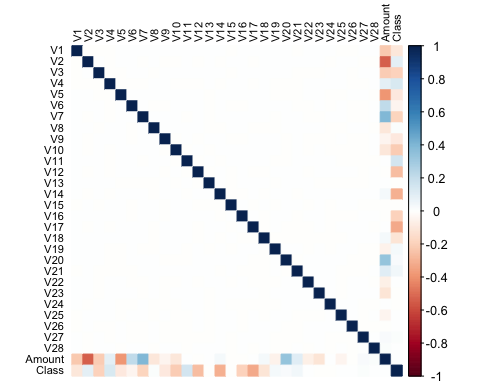 V1 V2 V3 V4 V5 V6 V7 V8 V9 V10 V11 V12 V13 V14 V15 V16 V17 V18 V19 V20 V21 V22 V23 V24 V25 V26 V27 V28 Amount Class
V1
V2
V3
V4
V5
V6
V7
V8
V9
V10
V11
V12
V13
V14
V15
V16
V17
V18
V19
V20
V21
V22
V23
V24
V25
V26
V27
V28
Amount
Class
1
0.8
0.6
0.4
0.2
0
-0.2
-0.4
-0.6
-0.8
-1